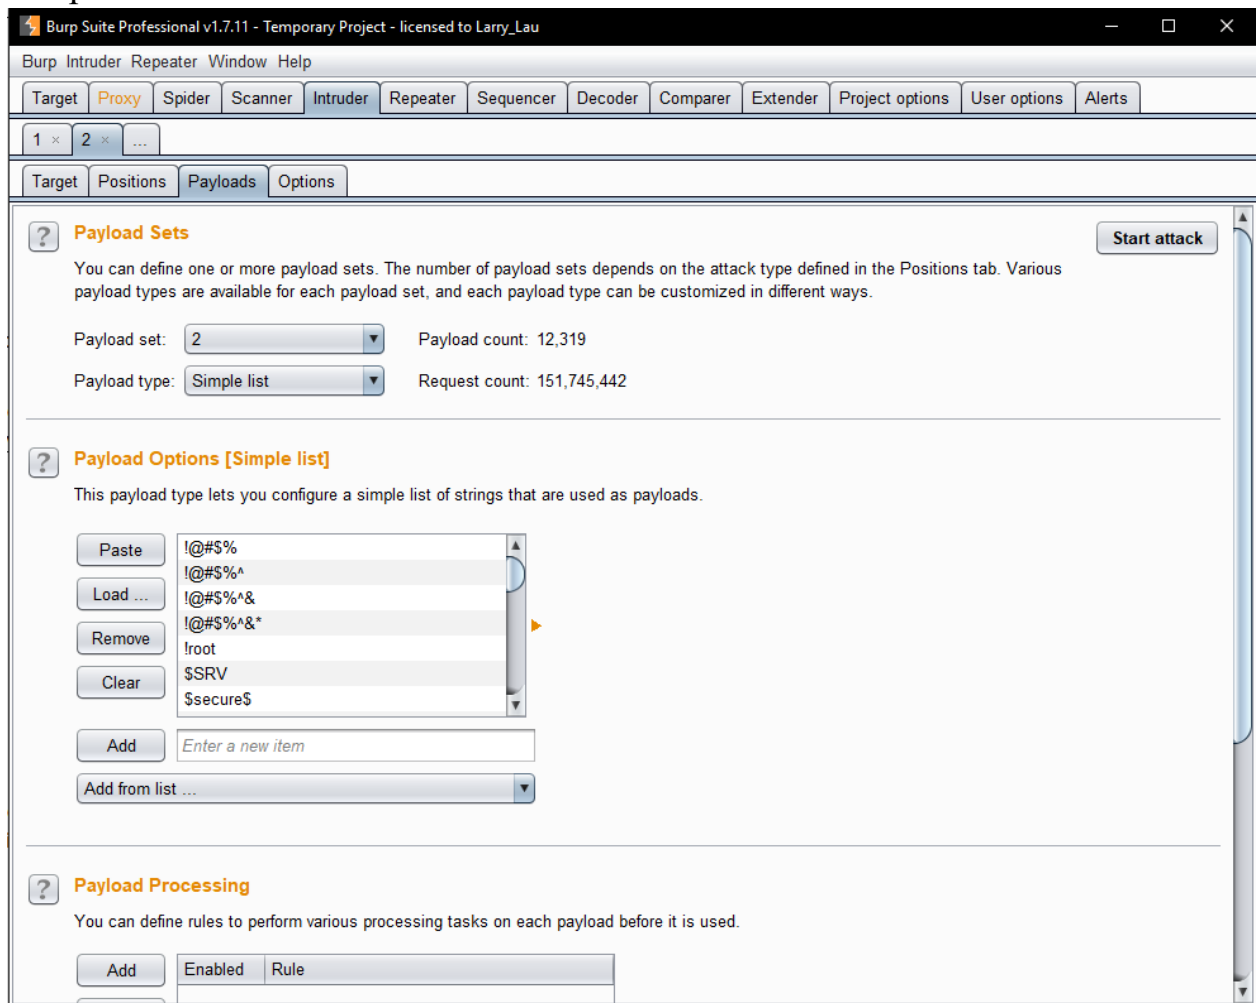 Burp Suite Professional v1.7.11 - Temporary Project - licensed to Larry_Lau
Burp Intruder Repeater Window Help
Target Proxy Spider Scanner Intruder Repeater Sequencer Decoder Comparer Extender Project options User options Alerts
1 × 2 × ...
Target Positions Payloads Options
? Payload Sets Start attack
You can define one or more payload sets. The number of payload sets depends on the attack type defined in the Positions tab. Various
payload types are available for each payload set, and each payload type can be customized in different ways.
Payload set: 2 Payload count: 12,319
Payload type: Simple list Request count: 151,745,442
? Payload Options [Simple list]
This payload type lets you configure a simple list of strings that are used as payloads.
Paste
Load ...
Remove
Clear
!@#$%
!@#$%^
!@#$%^&
!@#$%^&*
!root
$SRV
$secure$
Add Enter a new item
Add from list ...
? Payload Processing
You can define rules to perform various processing tasks on each payload before it is used.
Add Enabled Rule